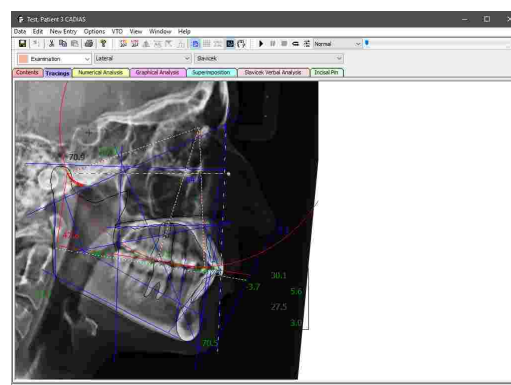 Test, Patient 3 CADIAS
Data Edit New Entry Options VTO View Window Help
Normal
Examination Lateral Slavicek
Contents Tracings Numerical Analysis Graphical Analysis Superimposition Slavicek Verbal Analysis Incisal Pin
70.9
30.1
-3.7
5.6
27.5
3.0
70.5